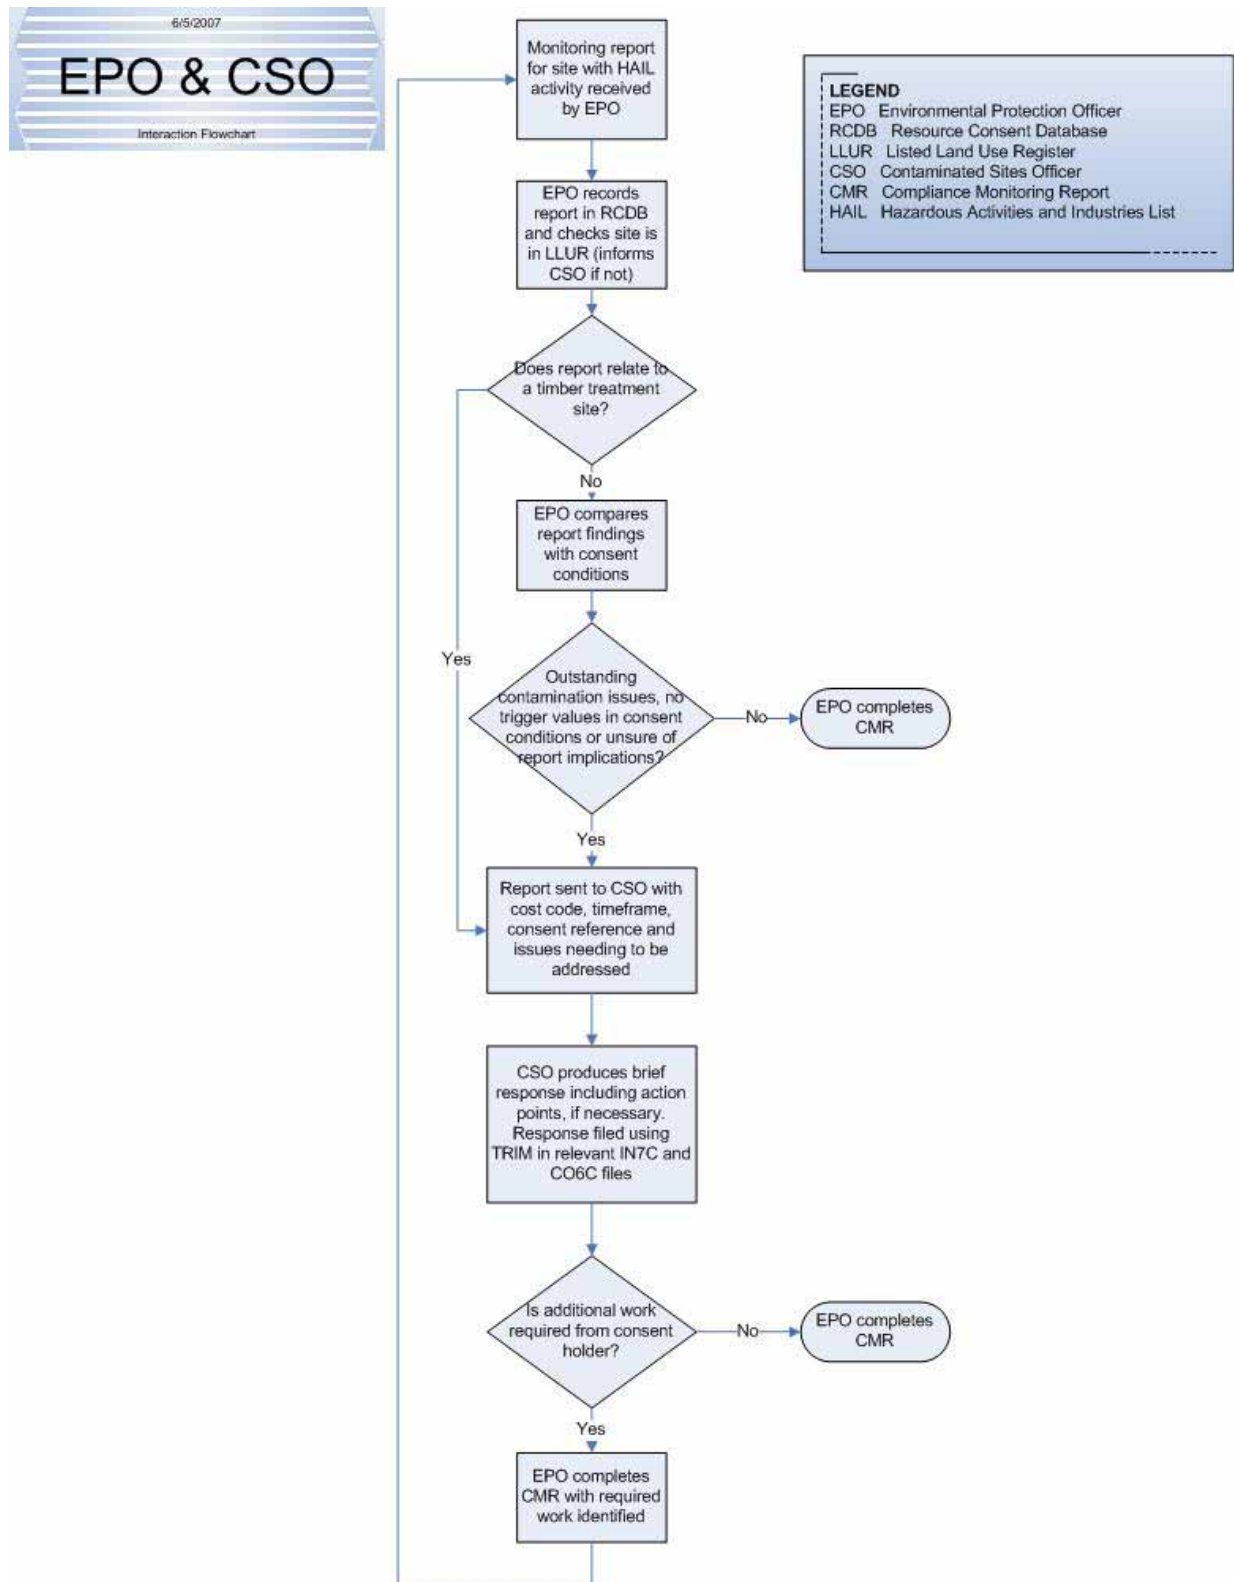 6/5/2007
EPO & CSO
Interaction Flowchart
Monitoring report
for site with HAIL
activity received
by EPO
LEGEND
EPO Environmental Protection Officer
RCDB Resource Consent Database
LLUR Listed Land Use Register
CSO Contaminated Sites Officer
CMR Compliance Monitoring Report
HAIL Hazardous Activities and Industries List
EPO records
report in RCDB
and checks site is
in LLUR (informs
CSO if not)
Does report relate to
a timber treatment
site?
No
EPO compares
report findings
with consent
conditions
Yes
Outstanding
contamination issues, no
trigger values in consent
conditions or unsure of
report implications?
No
EPO completes
CMR
Yes
Report sent to CSO with
cost code, timeframe,
consent reference and
issues needing to be
addressed
CSO produces brief
response including action
points, if necessary.
Response filed using
TRIM in relevant IN7C and
CO6C files
Is additional work
required from consent
holder?
No
EPO completes
CMR
Yes
EPO completes
CMR with required
work identified